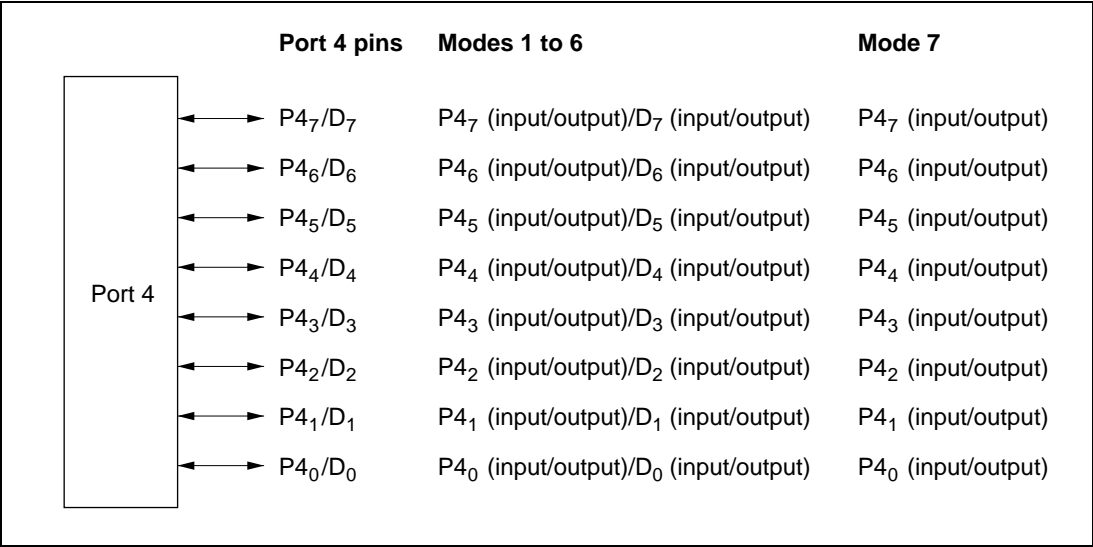 Port 4 pins Modes 1 to 6 Mode 7
P4₇/D₇ P4₇ (input/output)/D₇ (input/output) P4₇ (input/output)
P4₆/D₆ P4₆ (input/output)/D₆ (input/output) P4₆ (input/output)
P4₅/D₅ P4₅ (input/output)/D₅ (input/output) P4₅ (input/output)
P4₄/D₄ P4₄ (input/output)/D₄ (input/output) P4₄ (input/output)
Port 4
P4₃/D₃ P4₃ (input/output)/D₃ (input/output) P4₃ (input/output)
P4₂/D₂ P4₂ (input/output)/D₂ (input/output) P4₂ (input/output)
P4₁/D₁ P4₁ (input/output)/D₁ (input/output) P4₁ (input/output)
P4₀/D₀ P4₀ (input/output)/D₀ (input/output) P4₀ (input/output)